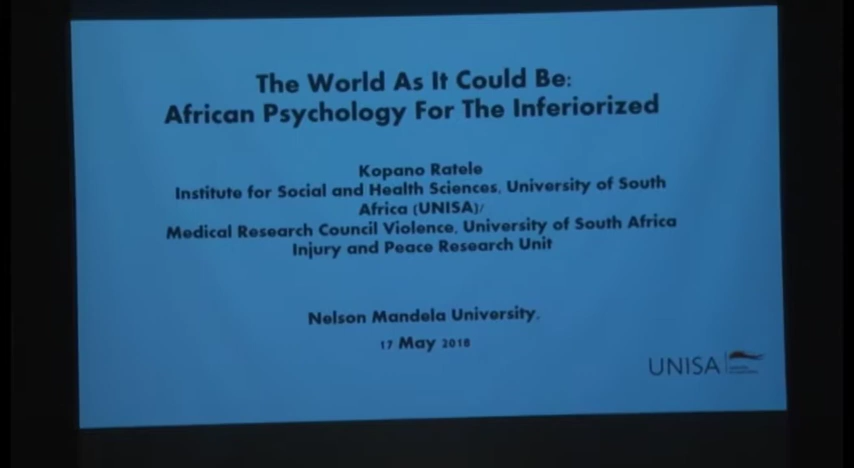 The World As It Could Be:
African Psychology For The Inferiorized
Kopano Ratele
Institute for Social and Health Sciences, University of South
Africa (UNISA)/
Medical Research Council Violence, University of South Africa
Injury and Peace Research Unit
Nelson Mandela University.
17 May 2018
UNISA